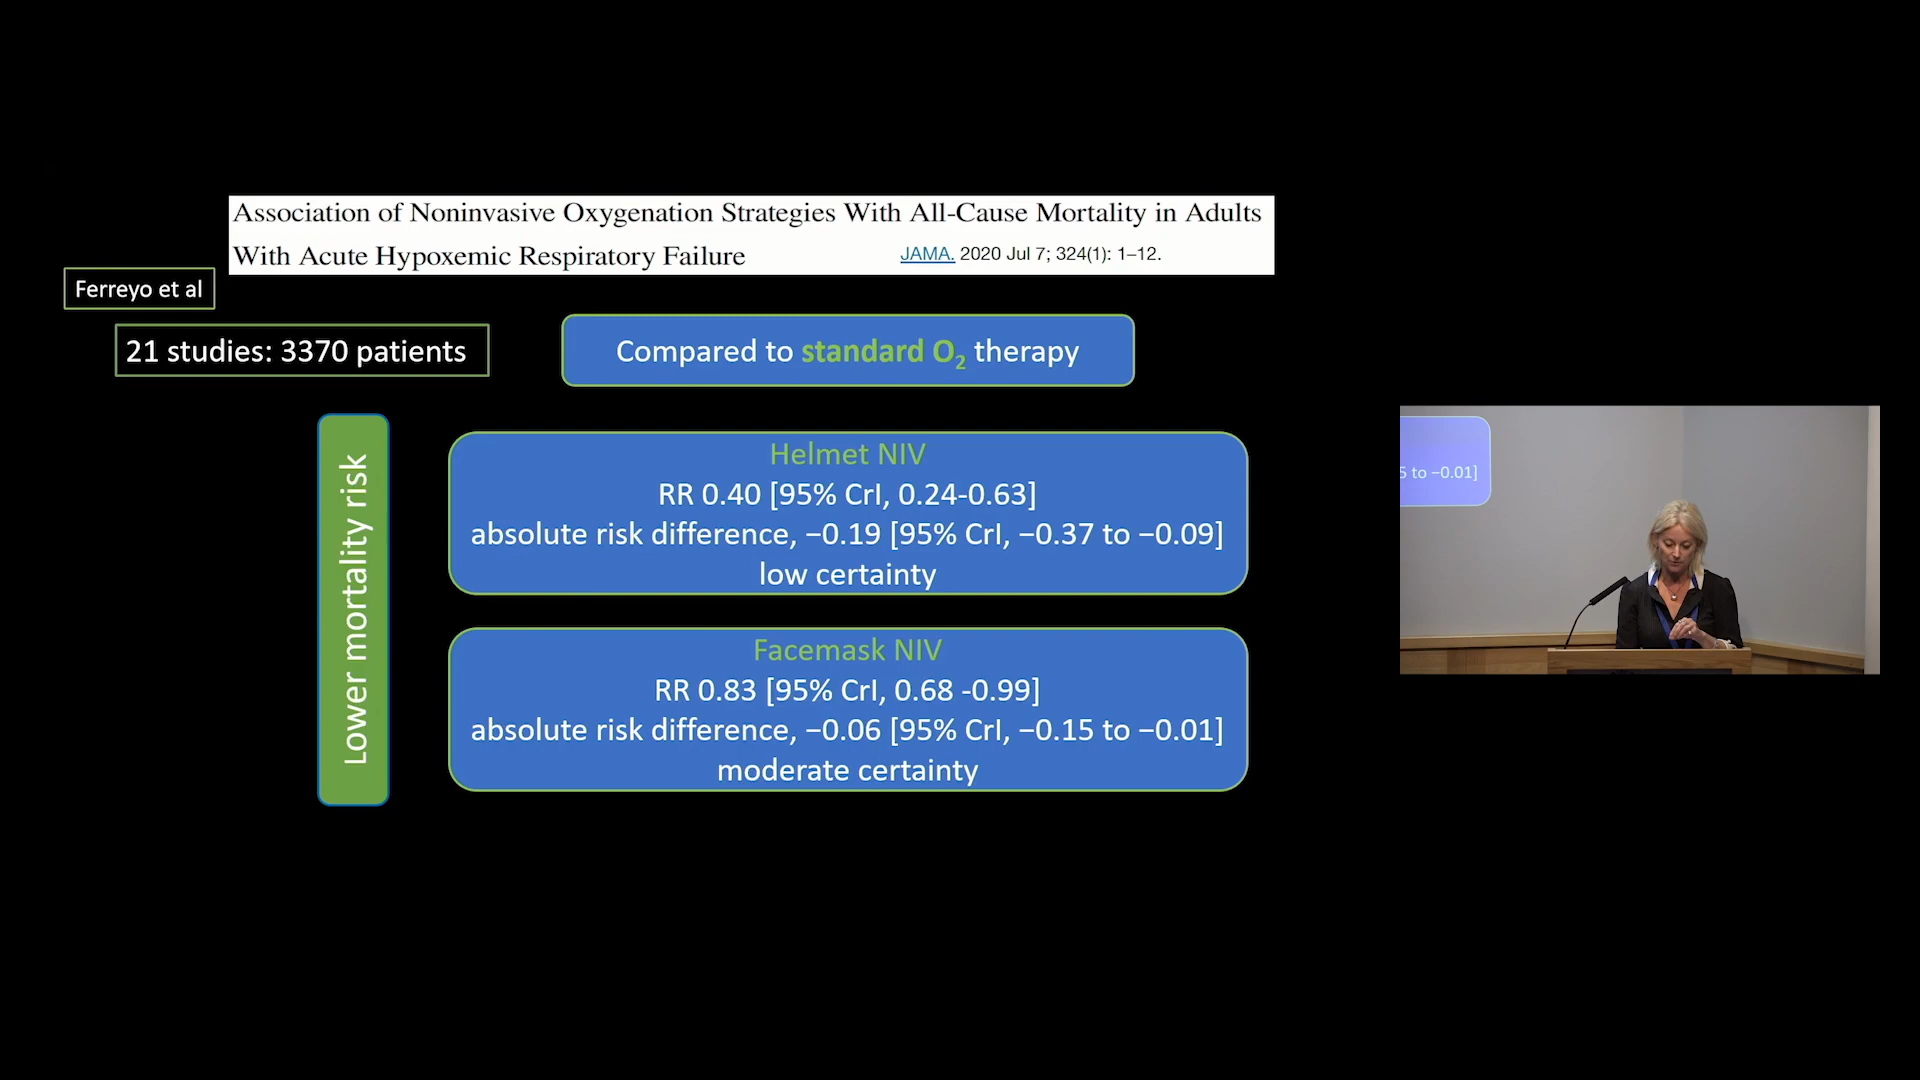 Association of Noninvasive Oxygenation Strategies With All-Cause Mortality in Adults
With Acute Hypoxemic Respiratory Failure
JAMA. 2020 Jul 7; 324(1): 1–12.
Ferreyo et al
21 studies: 3370 patients
Compared to standard O₂ therapy
Lower mortality risk
Helmet NIV
RR 0.40 [95% CrI, 0.24-0.63]
absolute risk difference, −0.19 [95% CrI, −0.37 to −0.09]
low certainty
Facemask NIV
RR 0.83 [95% CrI, 0.68 -0.99]
absolute risk difference, −0.06 [95% CrI, −0.15 to −0.01]
moderate certainty
5 to −0.01]